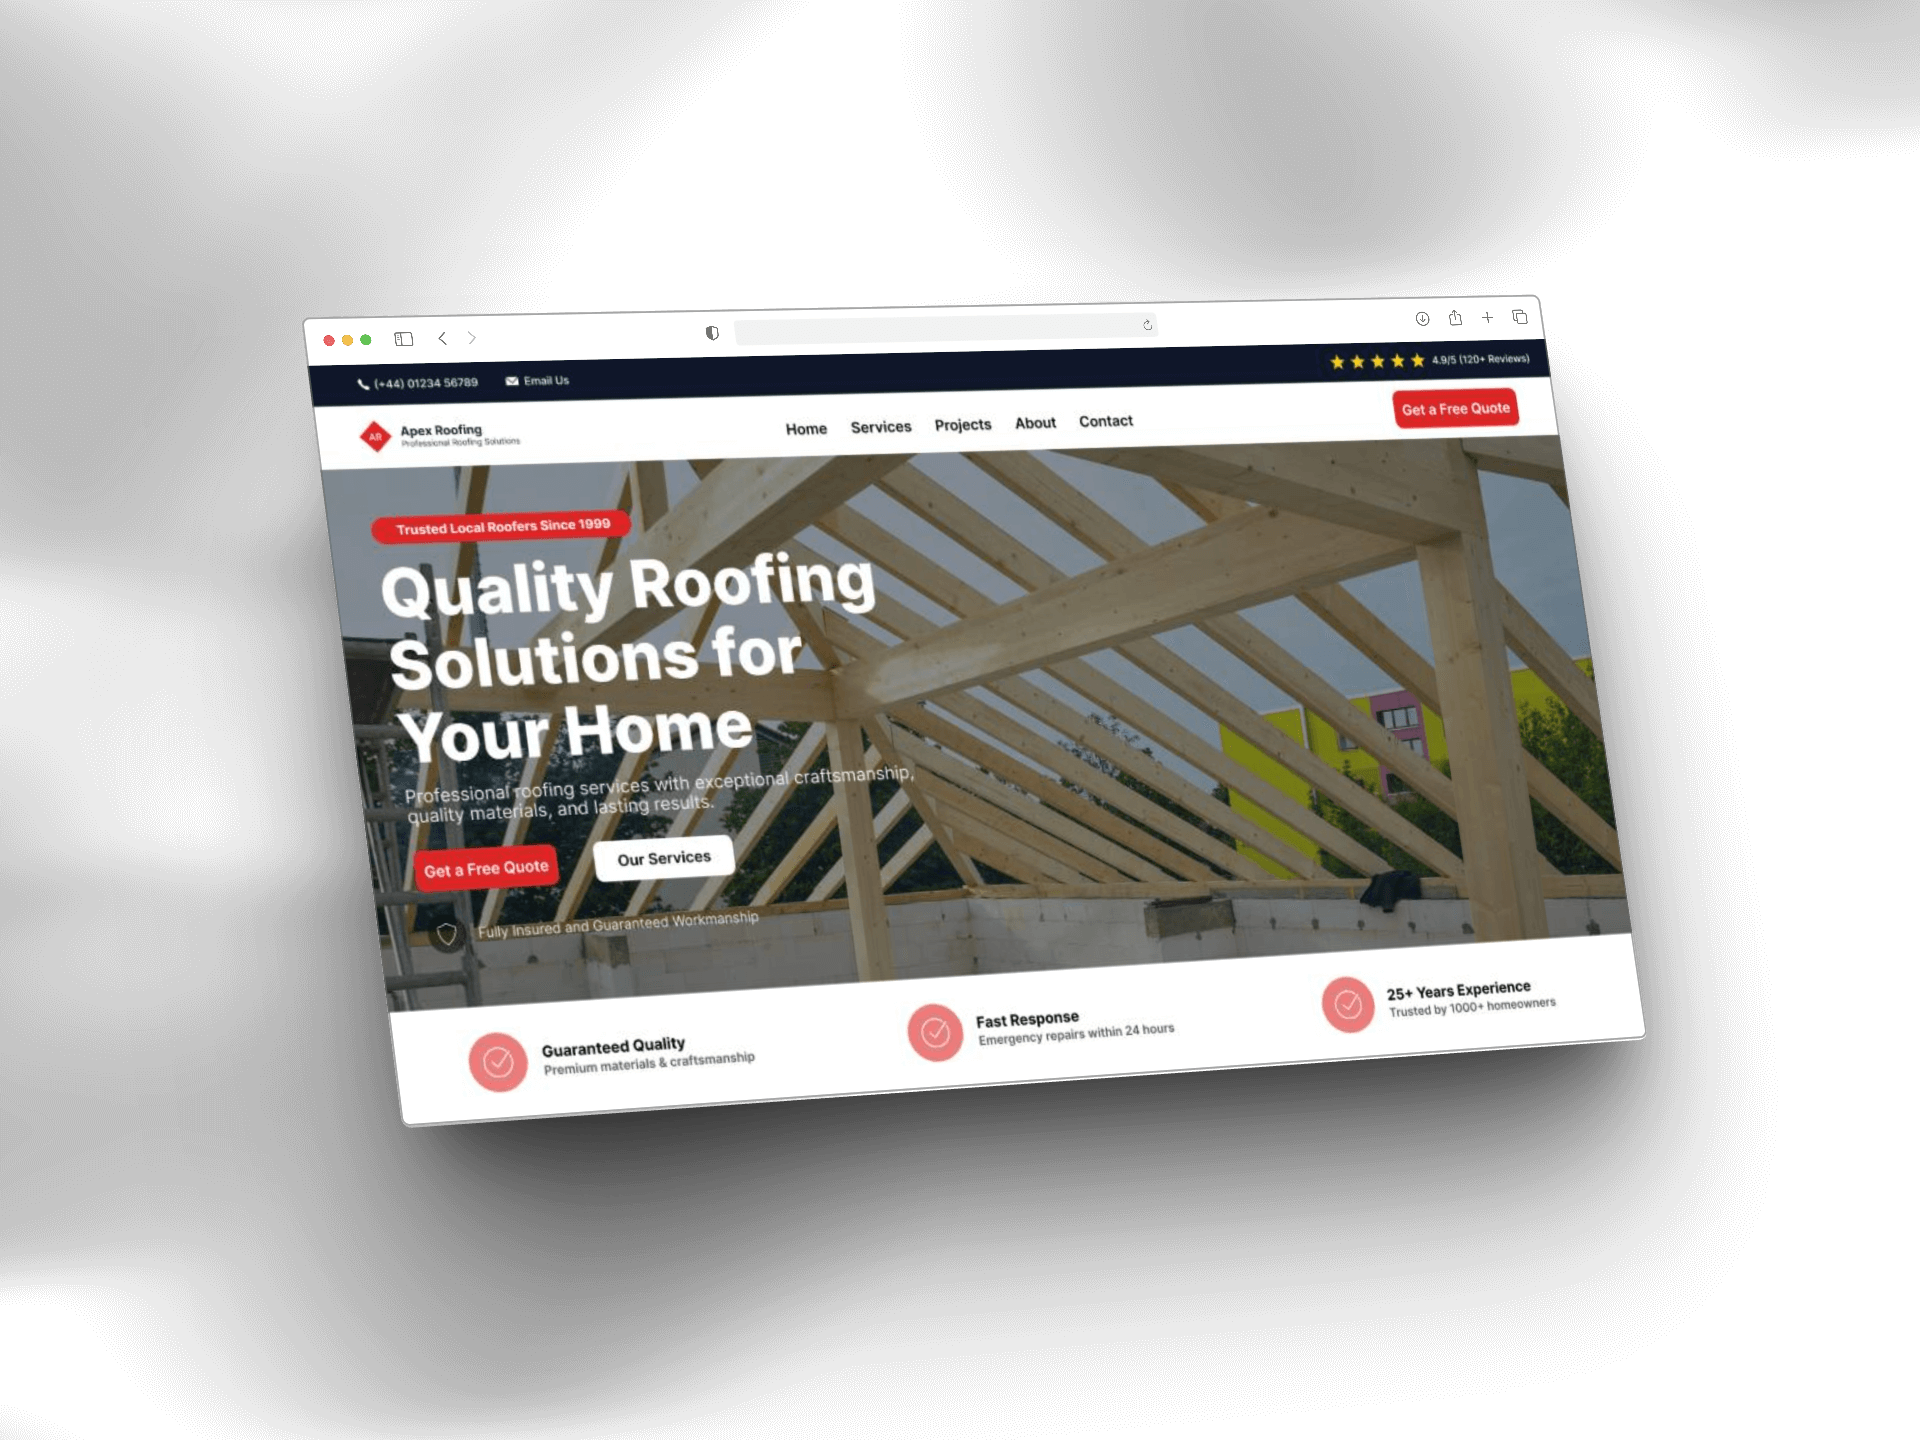 (+44) 01234 56789
Email Us
4.9/5 (120+ Reviews)
AR
Apex Roofing
Professional Roofing Solutions
Home
Services
Projects
About
Contact
Get a Free Quote
Trusted Local Roofers Since 1999
Quality Roofing
Solutions for
Your Home
Professional roofing services with exceptional craftsmanship,
quality materials, and lasting results.
Get a Free Quote
Our Services
Fully Insured and Guaranteed Workmanship
Guaranteed Quality
Premium materials & craftsmanship
Fast Response
Emergency repairs within 24 hours
25+ Years Experience
Trusted by 1000+ homeowners